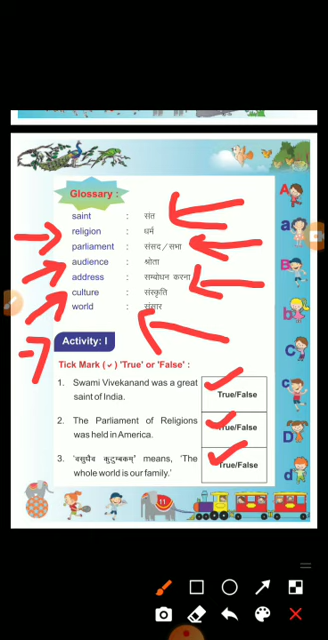 Glossary :
saint : संत
religion : धर्म
parliament : संसद/सभा
audience : श्रोता
address : सम्बोधन करना
culture : संस्कृति
world : संसार
Activity: I
Tick Mark (✓) 'True' or 'False' :
1. Swami Vivekanand was a great
saint of India.
True/False
2. The Parliament of Religions
was held in America.
True/False
3. 'वसुधैव कुटुम्बकम्' means, 'The
whole world is our family.'
True/False
11
A
a
B
b
C
c
D
d